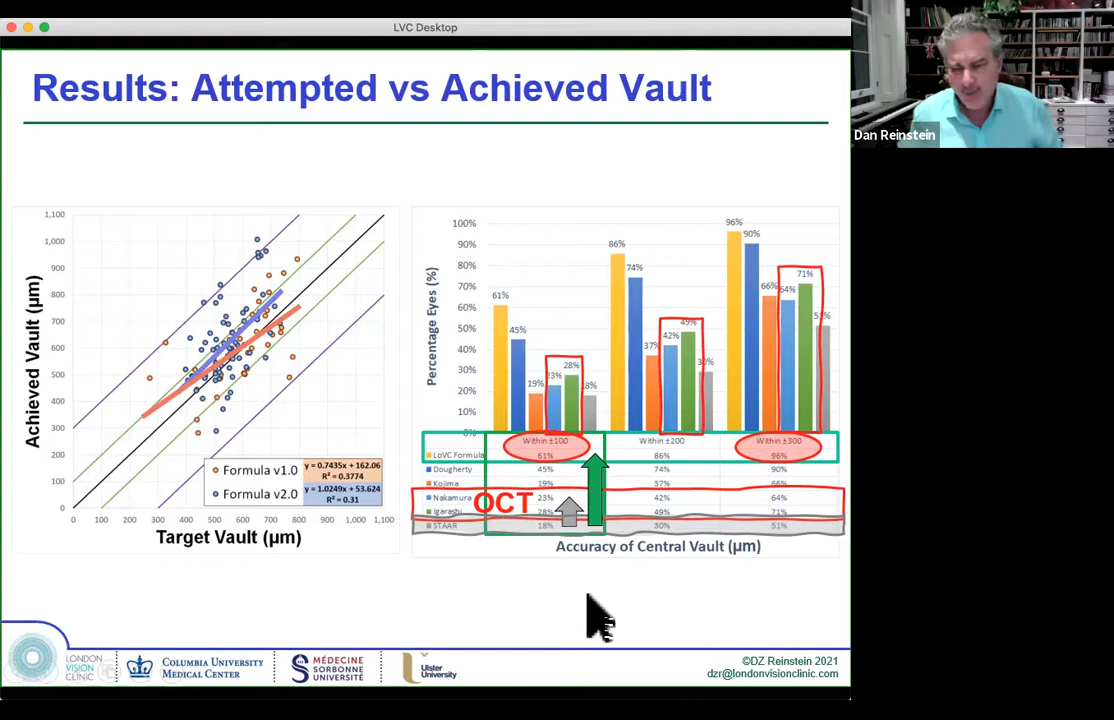 LVC Desktop
Results: Attempted vs Achieved Vault
Dan Reinstein
1,100
1,000
900
800
700
600
500
400
300
200
100
0
Achieved Vault (µm)
0 100 200 300 400 500 600 700 800 900 1,000 1,100
Target Vault (µm)
Formula v1.0 y = 0.7435x + 162.06
R² = 0.3774
Formula v2.0 y = 1.0249x + 53.624
R² = 0.31
100%
90%
80%
70%
60%
50%
40%
30%
20%
10%
0%
Percentage Eyes (%)
61% 45% 19% 23% 28% 18%
86% 74% 37% 42% 49% 30%
96% 90% 66% 64% 71% 51%
Within ±100 Within ±200 Within ±300
LoVC Formula 61% 86% 96%
Dougherty 45% 74% 90%
Kojima 19% 37% 66%
Nakamura 23% 42% 64%
Igarashi 28% 49% 71%
STAAR 18% 30% 51%
OCT
Accuracy of Central Vault (µm)
LONDON
VISION
CLINIC
COLUMBIA UNIVERSITY
MEDICAL CENTER
MÉDECINE
SORBONNE
UNIVERSITÉ
Ulster
University
©DZ Reinstein 2021
dzr@londonvisionclinic.com